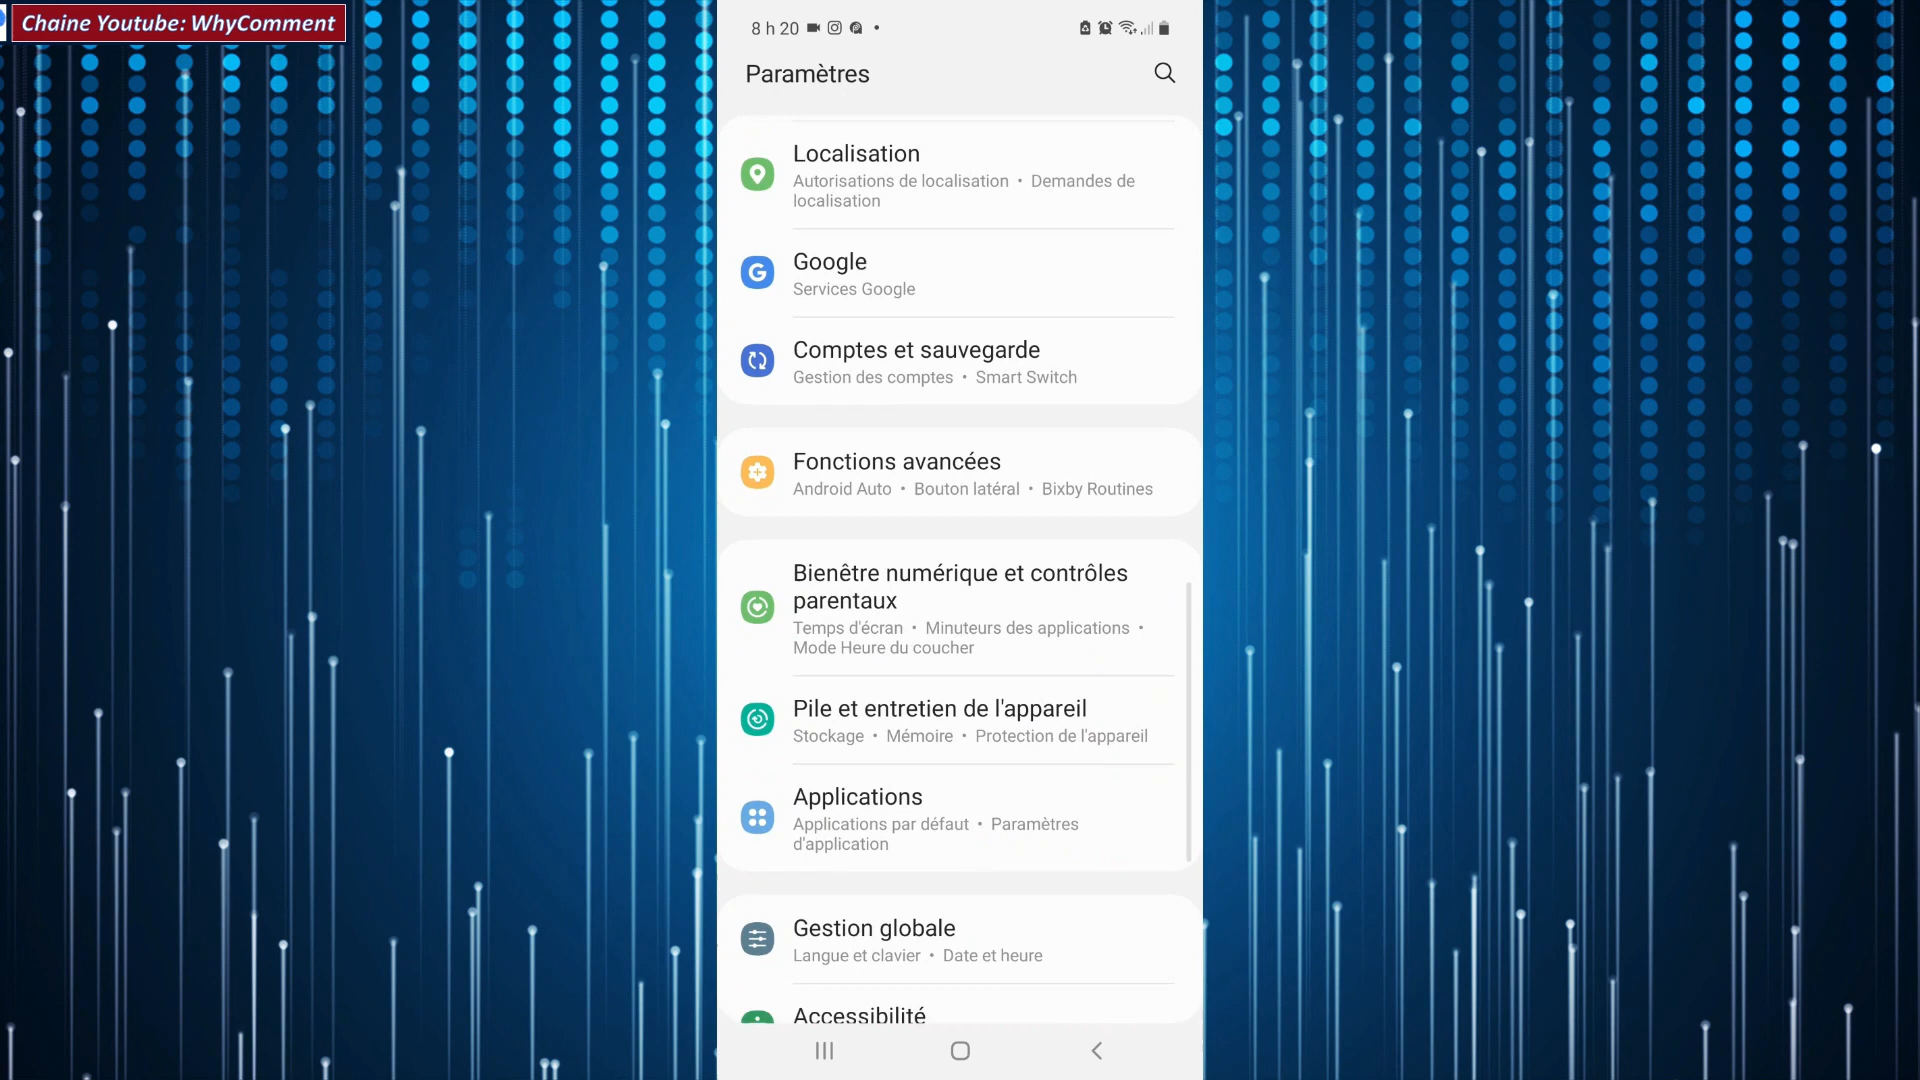 Chaine Youtube: WhyComment
8 h 20
Paramètres
Localisation
Autorisations de localisation • Demandes de
localisation
Google
Services Google
Comptes et sauvegarde
Gestion des comptes • Smart Switch
Fonctions avancées
Android Auto • Bouton latéral • Bixby Routines
Bienêtre numérique et contrôles
parentaux
Temps d'écran • Minuteurs des applications •
Mode Heure du coucher
Pile et entretien de l'appareil
Stockage • Mémoire • Protection de l'appareil
Applications
Applications par défaut • Paramètres
d'application
Gestion globale
Langue et clavier • Date et heure
Accessibilité